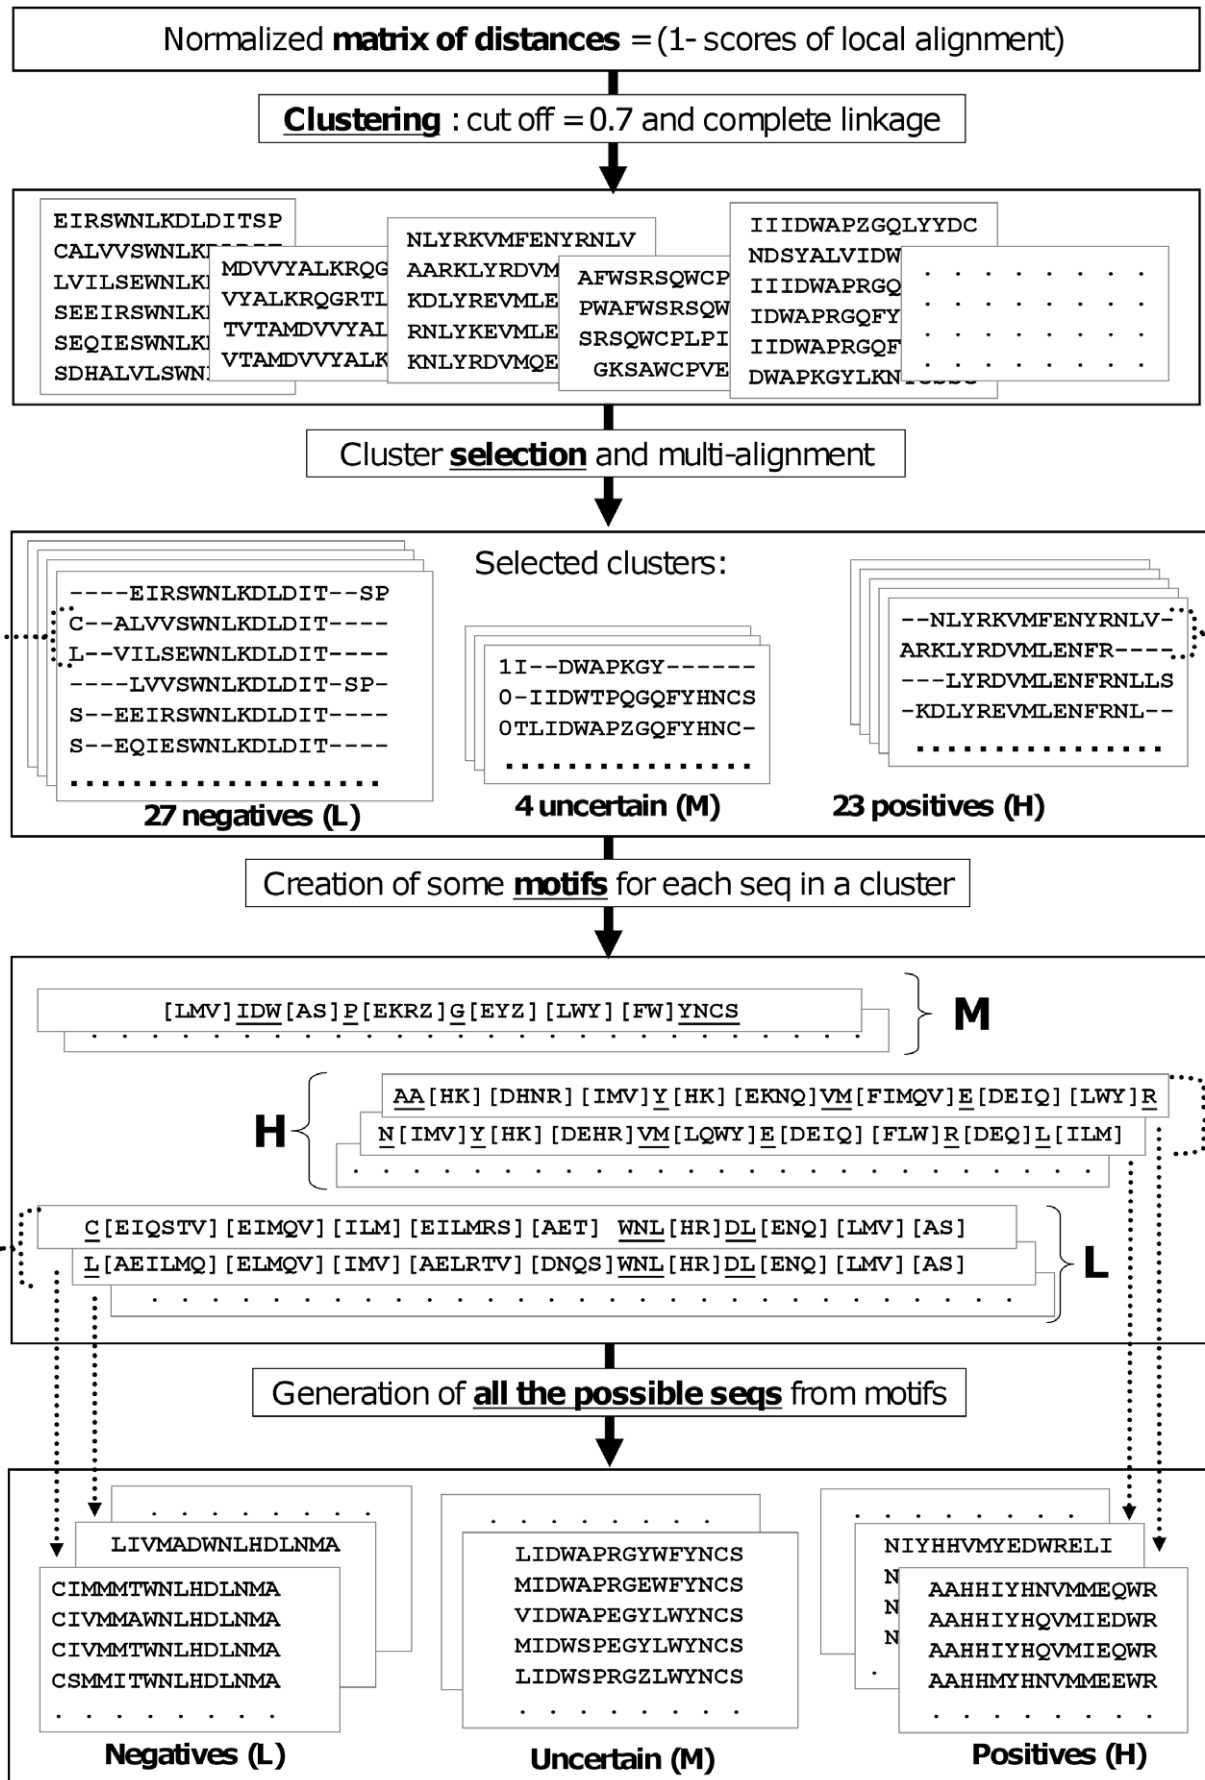 Normalized matrix of distances = (1- scores of local alignment)
Clustering : cut off = 0.7 and complete linkage
EIRSWNLKDLDITSP
CALVVSWNLK
LVILSEWNLK
SEEIRSWNLK
SEQIESWNLK
SDHALVLSWN
MDVVYALKRQG
VYALKRQGRTL
TVTAMDVVYAL
VTAMDVVYALK
NLYRKVMFENYRNLV
AARKLYRDVM
KDLYREVMLE
RNLYKEVMLE
KNLYRDVMQE
AFWSRSQWCP
PWAFWSRSQW
SRSQWCPLPI
GKSAWCPVE
IIIDWAPZGQLYYDC
NDSYALVIDW
IIIDWAPRGQ
IDWAPRGQFY
IIDWAPRGQF
DWAPKGYLKN
. . . . . . . .
. . . . . . . .
. . . . . . . .
. . . . . . . .
Cluster selection and multi-alignment
Selected clusters:
----EIRSWNLKDLDIT--SP
C--ALVVSWNLKDLDIT----
L--VILSEWNLKDLDIT----
---LVVSWNLKDLDIT-SP-
S--EEIRSWNLKDLDIT----
S--EQIESWNLKDLDIT----
27 negatives (L)
1I--DWAPKGY------
0-IIDWTPQGQFYHNCS
0TLIDWAPZGQFYHNC-
4 uncertain (M)
--NLYRKVMFENYRNLV-
ARKLYRDVMLENFR----
---LYRDVMLENFRNLLS
-KDLYREVMLENFRNL--
23 positives (H)
Creation of some motifs for each seq in a cluster
[LMV]IDW[AS]P[EKRZ]G[EYZ][LWY][FW]YNCS
M
AA[HK][DHNR][IMV]Y[HK][EKNQ]VM[FIMQV]E[DEIQ][LWY]R
H
N[IMV]Y[HK][DEHR]VM[LQWY]E[DEIQ][FLW]R[DEQ]L[ILM]
C[EIQSTV][EIMQV][ILM][EILMRS][AET] WNL[HR]DL[ENQ][LMV][AS]
L[AEILMQ][ELMQV][IMV][AELRTV][DNQS]WNL[HR]DL[ENQ][LMV][AS]
L
Generation of all the possible seqs from motifs
LIVMADWNLHDLNMA
CIMMMTWNLHDLNMA
CIVMMAWNLHDLNMA
CIVMMTWNLHDLNMA
CSMMITWNLHDLNMA
Negatives (L)
LIDWAPRGYWFYNCS
MIDWAPRGEWFYNCS
VIDWAPEGYLWYNCS
MIDWSPEGYLWYNCS
LIDWSPRGZLWYNCS
Uncertain (M)
NIYHHVMYEDWRELI
N
N
N
AAHHIYHNVMMEQWR
AAHHIYHQVMIEDWR
AAHHIYHQVMIEQWR
AAHHMYHNVMMEEWR
Positives (H)